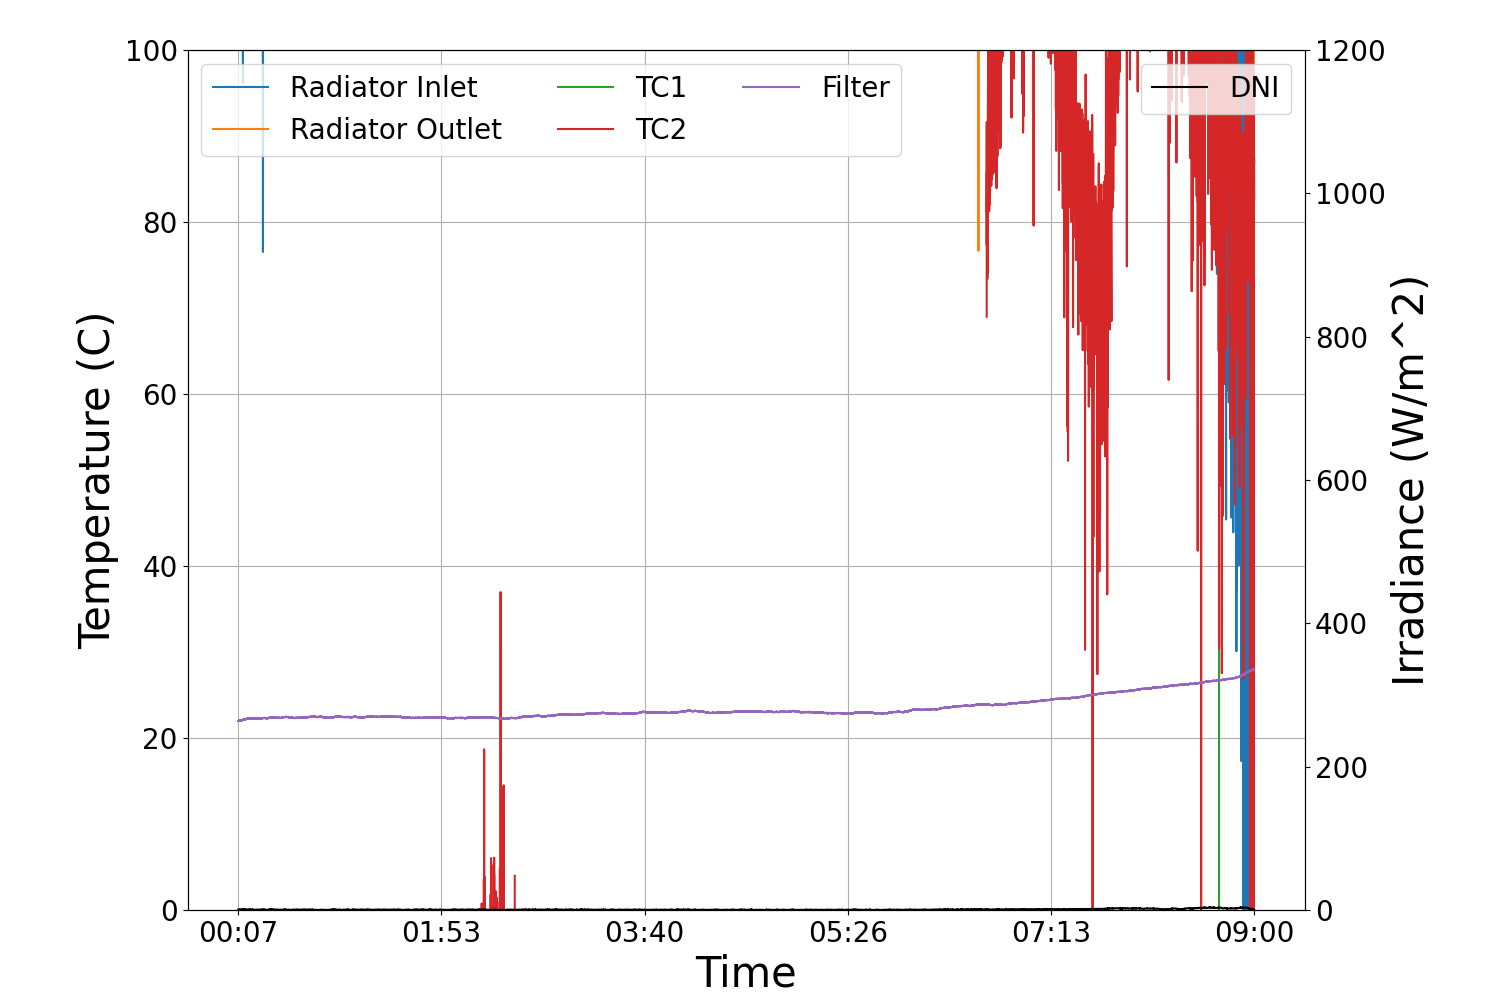 100
80
60
40
20
0
Temperature (C)
Radiator Inlet
Radiator Outlet
TC1
TC2
Filter
DNI
1200
1000
800
600
400
200
0
Irradiance (W/m^2)
00:07 01:53 03:40 05:26 07:13 09:00
Time